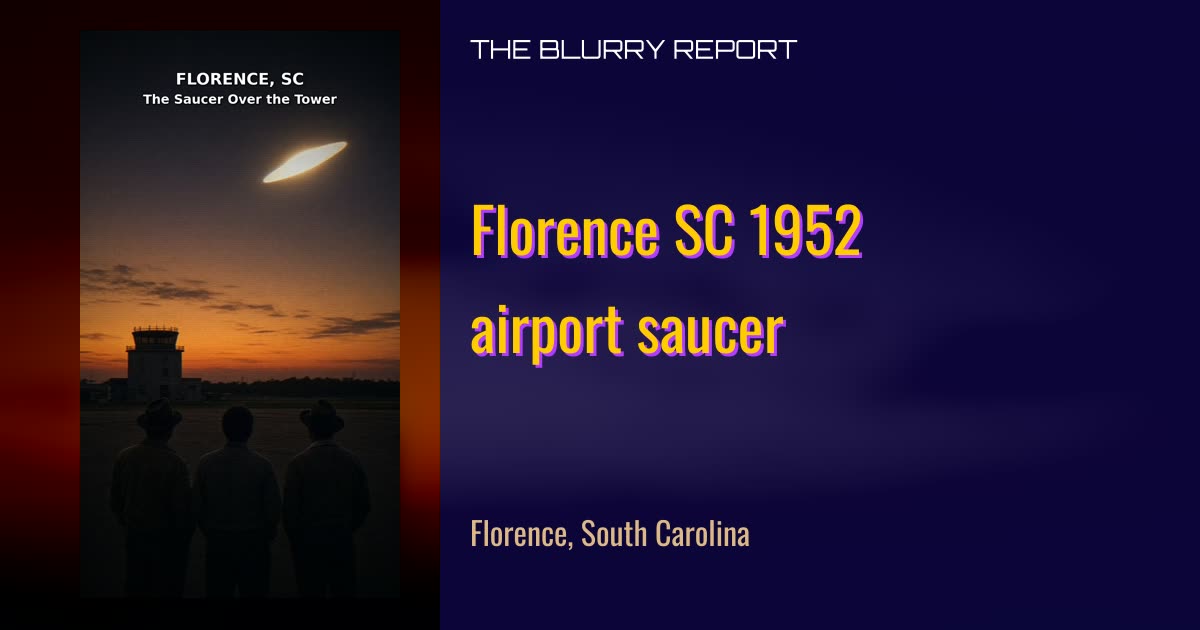 FLORENCE, SC
The Saucer Over the Tower
THE BLURRY REPORT
Florence SC 1952
airport saucer
Florence, South Carolina